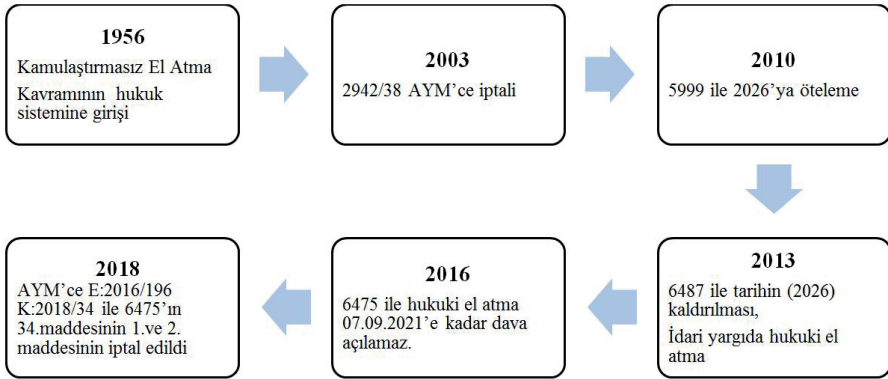 1956
Kamulaştırmasız El Atma
Kavramının hukuk
sistemine girişi
2003
2942/38 AYM’ce iptali
2010
5999 ile 2026’ya öteleme
2013
6487 ile tarihin (2026)
kaldırılması,
İdari yargıda hukuki el
atma
2016
6475 ile hukuki el atma
07.09.2021’e kadar dava
açılamaz.
2018
AYM’ce E:2016/196
K:2018/34 ile 6475’ın
34.maddesinin 1.ve 2.
maddesinin iptal edildi